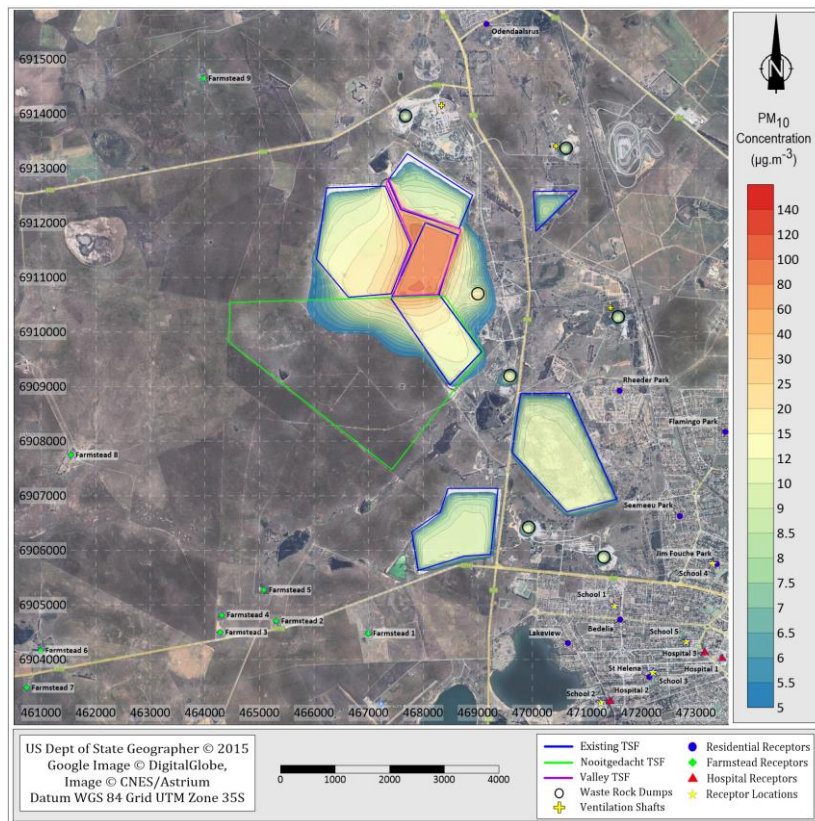 Odendaalsrus
6915000
Farmstead 9
6914000
6913000
6912000
6911000
6910000
6909000
Rheeder Park
Flamingo Park
6908000
Farmstead 8
6907000
Seemeeu Park
6906000
Jim Fouche Park
School 4
Farmstead 5
School 1
6905000
Farmstead 4
Farmstead 2
Bedelia
School 5
Farmstead 3
Farmstead 1
Lakeview
Hospital 3
Farmstead 6
6904000
St Helena
Hospital 1
School 3
Farmstead 7
School 2
Hospital 2
461000 462000 463000 464000 465000 466000 467000 468000 469000 470000 471000 472000 473000
N
PM10
Concentration
(µg.m-3)
140
120
100
80
60
40
30
25
20
15
14
12
10
9
8.5
8
7
6.5
6
5.5
5
US Dept of State Geographer © 2015
Google Image © DigitalGlobe,
Image © CNES/Astrium
Datum WGS 84 Grid UTM Zone 35S
0 1000 2000 3000 4000
Existing TSF
Nooitgedacht TSF
Valley TSF
Waste Rock Dumps
Ventilation Shafts
Residential Receptors
Farmstead Receptors
Hospital Receptors
Receptor Locations